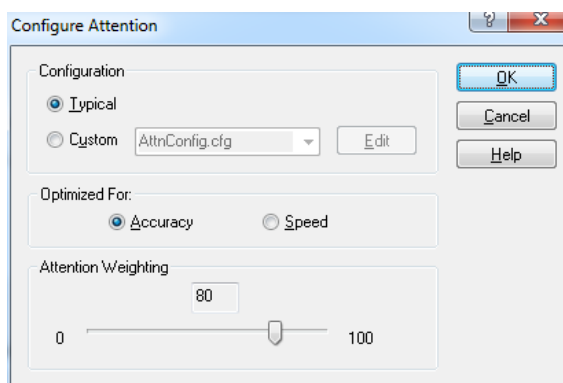 Configure Attention
?
X
Configuration
Typical
Custom
AttnConfig.cfg
Edit
OK
Cancel
Help
Optimized For:
Accuracy
Speed
Attention Weighting
80
0
100